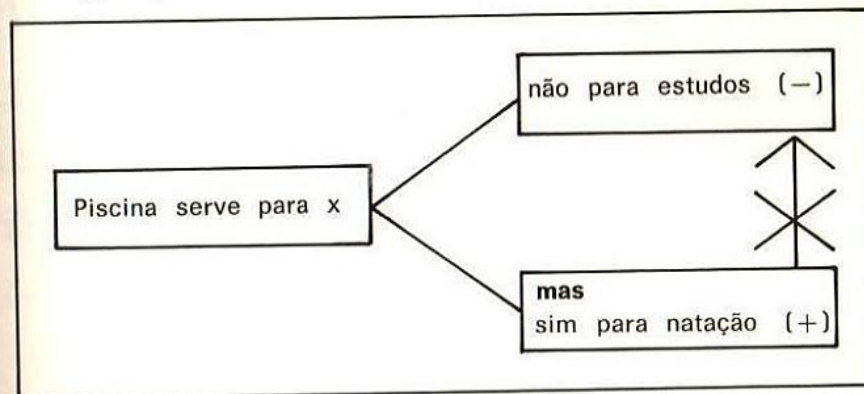 não para estudos (—)
Piscina serve para x
mas
sim para natação (+)